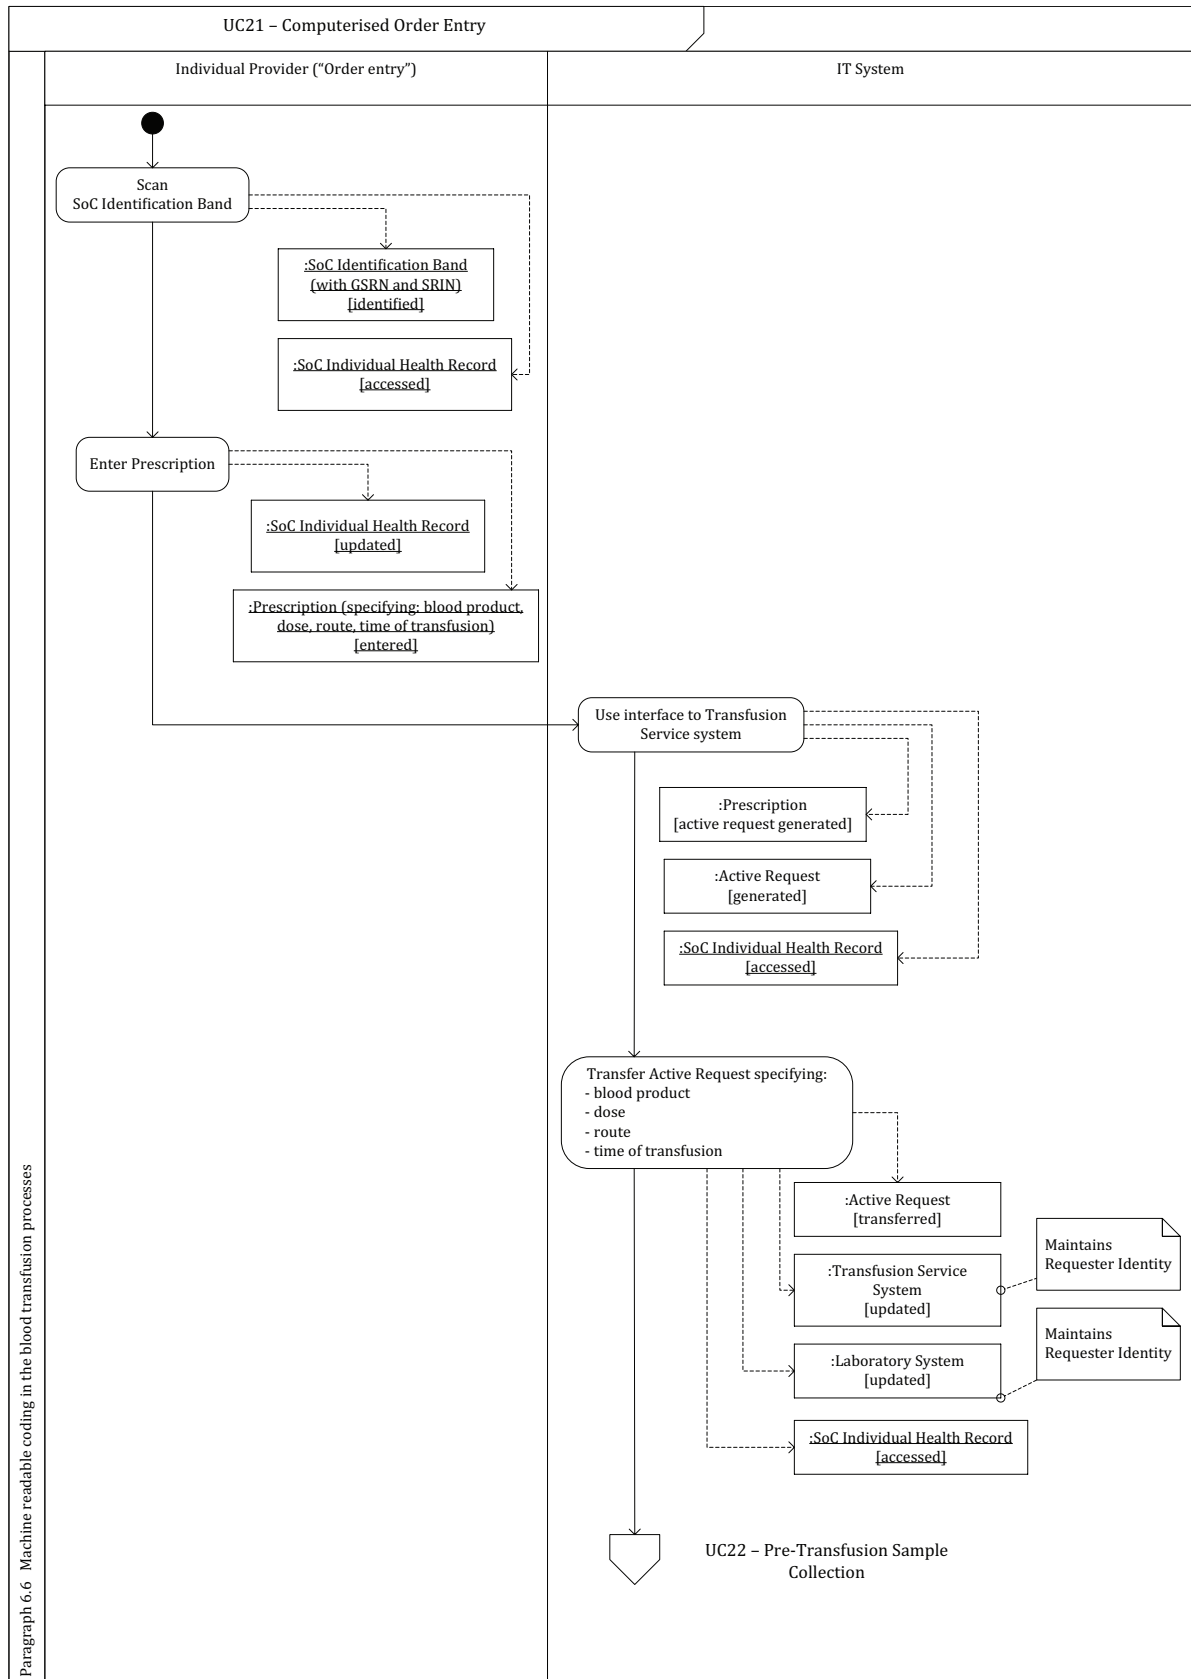 UC21 – Computerised Order Entry
Individual Provider (“Order entry”)
IT System
Scan
SoC Identification Band
:SoC Identification Band
(with GSRN and SRIN)
[identified]
:SoC Individual Health Record
[accessed]
Enter Prescription
:SoC Individual Health Record
[updated]
:Prescription (specifying: blood product,
dose, route, time of transfusion)
[entered]
Use interface to Transfusion
Service system
:Prescription
[active request generated]
:Active Request
[generated]
:SoC Individual Health Record
[accessed]
Transfer Active Request specifying:
- blood product
- dose
- route
- time of transfusion
:Active Request
[transferred]
Maintains
Requester Identity
:Transfusion Service
System
[updated]
Maintains
Requester Identity
:Laboratory System
[updated]
:SoC Individual Health Record
[accessed]
UC22 – Pre-Transfusion Sample
Collection
Paragraph 6.6 Machine readable coding in the blood transfusion processes